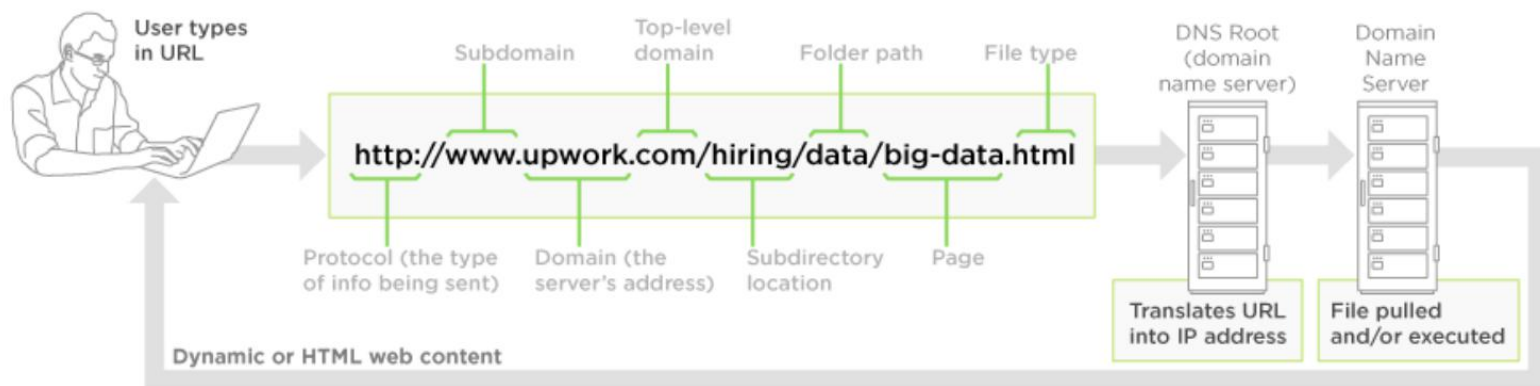 User types
in URL
Subdomain
Top-level
domain
Folder path
File type
DNS Root
(domain
name server)
Domain
Name
Server
http://www.upwork.com/hiring/data/big-data.html
Protocol (the type
of info being sent)
Domain (the
server's address)
Subdirectory
location
Page
Translates URL
into IP address
File pulled
and/or executed
Dynamic or HTML web content